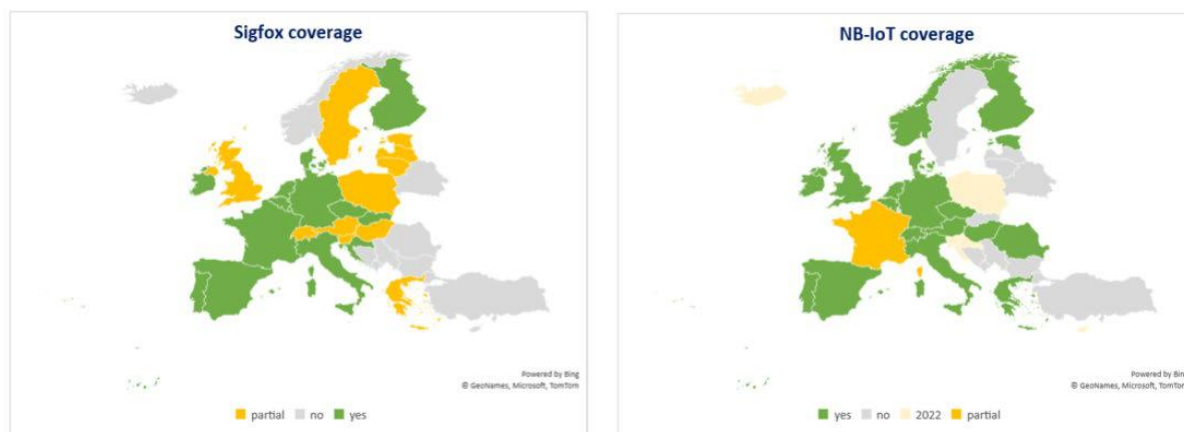 Sigfox coverage
Powered by Bing
© GeoNames, Microsoft, TomTom
partial no yes
NB-IoT coverage
Powered by Bing
© GeoNames, Microsoft, TomTom
yes no 2022 partial